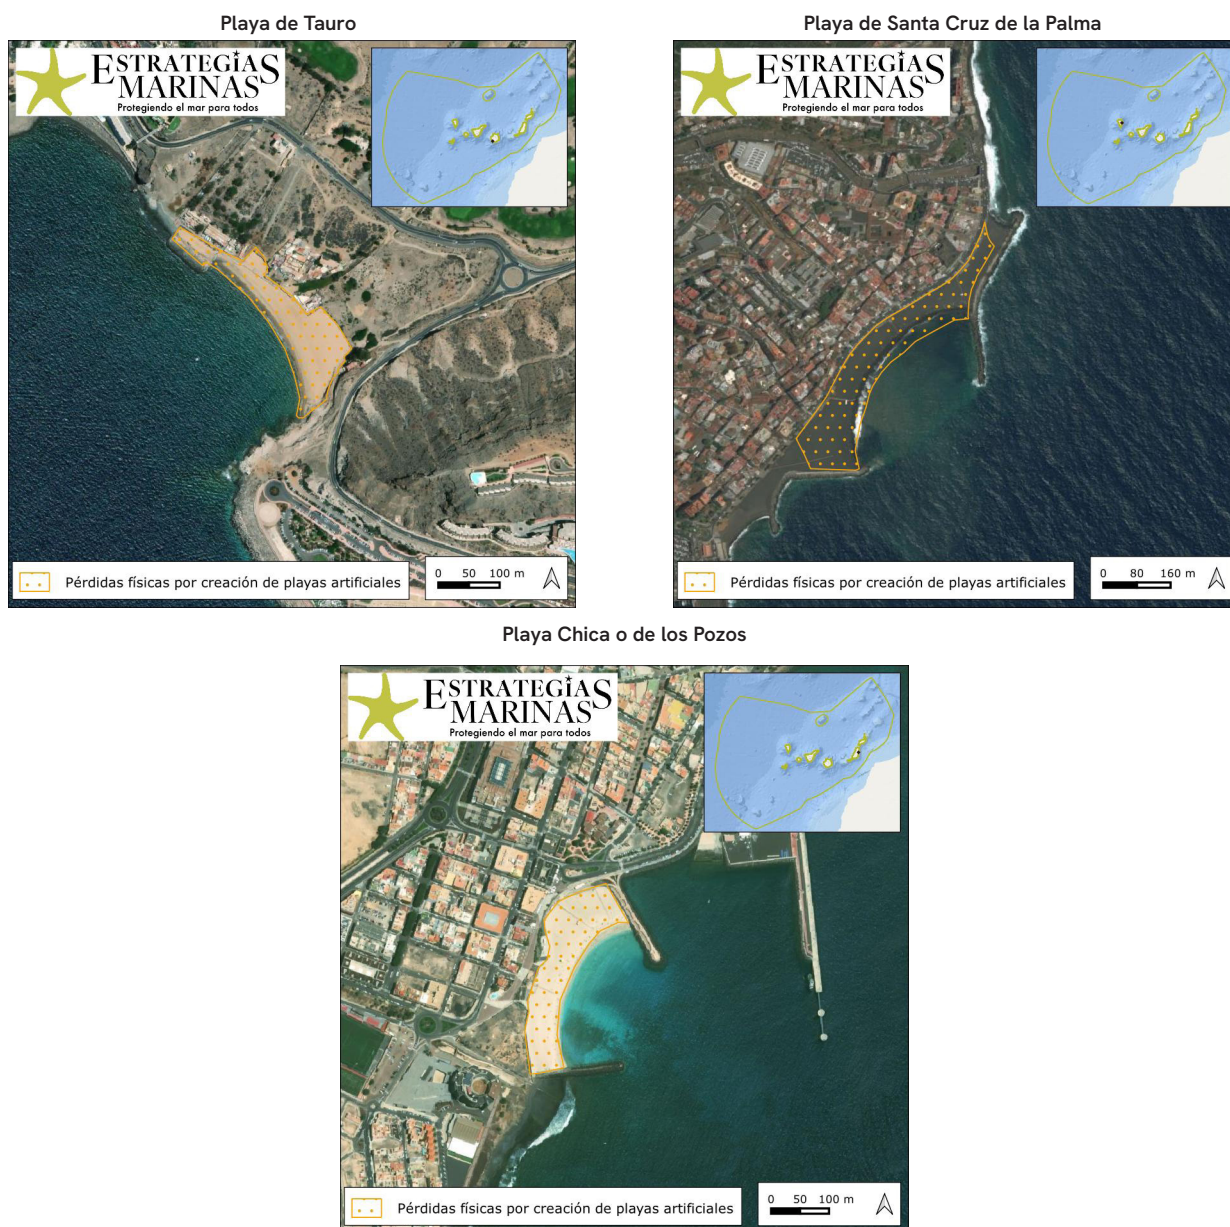 Playa de Tauro
ESTRATEGIAS
MARINAS
Protegiendo el mar para todos
Pérdidas físicas por creación de playas artificiales
0 50 100 m
Playa de Santa Cruz de la Palma
ESTRATEGIAS
MARINAS
Protegiendo el mar para todos
Pérdidas físicas por creación de playas artificiales
0 80 160 m
Playa Chica o de los Pozos
ESTRATEGIAS
MARINAS
Protegiendo el mar para todos
Pérdidas físicas por creación de playas artificiales
0 50 100 m